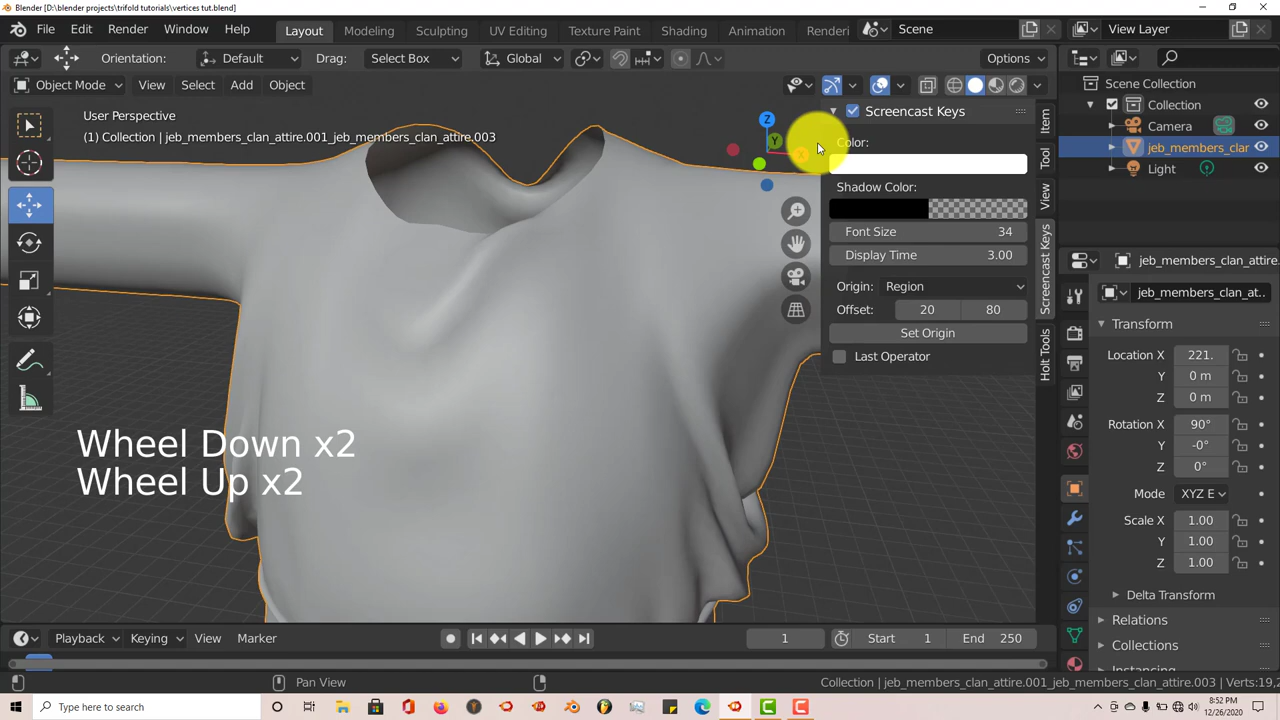 Blender [D:\blender projects\trifold tutorials\vertices tut.blend]
File Edit Render Window Help Layout Modeling Sculpting UV Editing Texture Paint Shading Animation Renderi Scene View Layer
Orientation: Default Drag: Select Box Global Options
Object Mode View Select Add Object
Scene Collection
Collection
Camera
jeb_members_clar
Light
User Perspective
(1) Collection | jeb_members_clan_attire.001_jeb_members_clan_attire.003
Z
Y
X
Screencast Keys
Color:
Shadow Color:
Font Size 34
Display Time 3.00
Origin: Region
Offset: 20 80
Set Origin
Last Operator
Item
Tool
View
Screencast Keys
Holt Tools
jeb_members_clan_attire.
jeb_members_clan_at..
Transform
Location X 221.
Y 0 m
Z 0 m
Rotation X 90°
Y -0°
Z 0°
Mode XYZ E
Scale X 1.00
Y 1.00
Z 1.00
Delta Transform
Relations
Collections
Instancing
Wheel Down x2
Wheel Up x2
Playback Keying View Marker 1 Start 1 End 250
Pan View Collection | jeb_members_clan_attire.001_jeb_members_clan_attire.003 | Verts:19,2
Type here to search
8:52 PM
12/26/2020